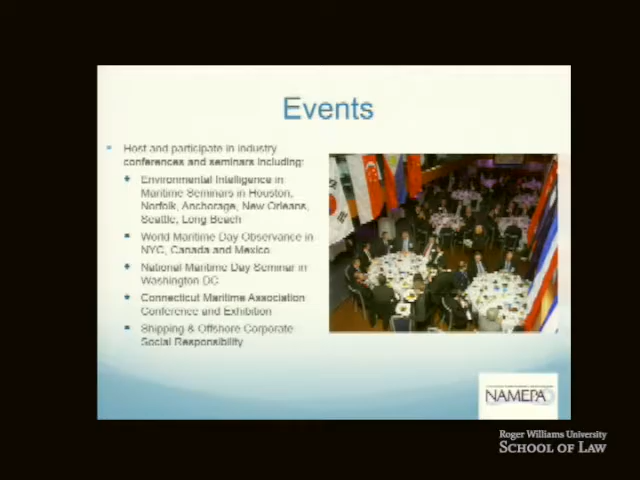 Events
Host and participate in industry
conferences and seminars including:
Environmental Intelligence in
Maritime Seminars in Houston,
Norfolk, Anchorage, New Orleans,
Seattle, Long Beach
World Maritime Day Observance in
NYC, Canada and Mexico
National Maritime Day Seminar in
Washington DC
Connecticut Maritime Association
Conference and Exhibition
Shipping & Offshore Corporate
Social Responsibility
NAMEPA
Roger Williams University
School of Law